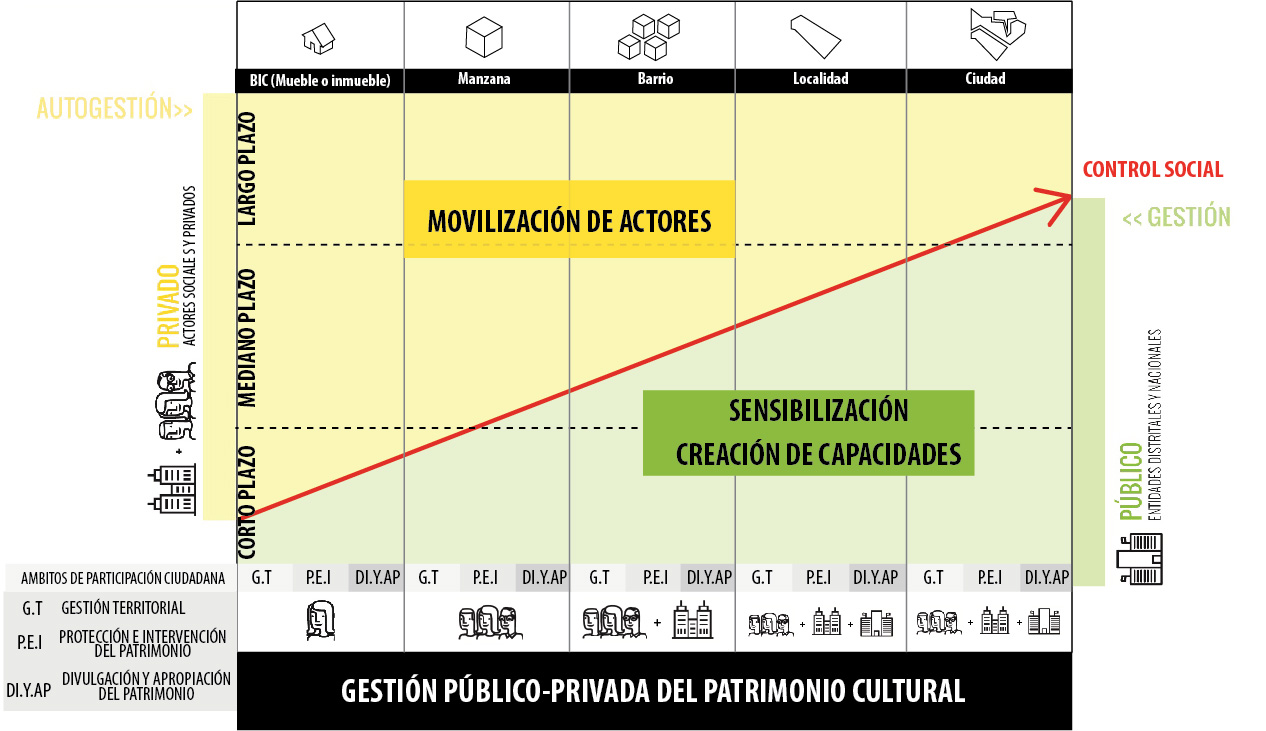 BIC (Mueble o inmueble)
Manzana
Barrio
Localidad
Ciudad
AUTOGESTIÓN>>
LARGO PLAZO
MEDIANO PLAZO
CORTO PLAZO
PRIVADO
ACTORES SOCIALE S Y PRIVADOS
+
MOVILIZACIÓN DE ACTORES
SENSIBILIZACIÓN
CREACIÓN DE CAPACIDADES
CONTROL SOCIAL
<< GESTIÓN
PÚBLICO
ENTIDADES DISTRITALES Y NACIONALES
AMBITOS DE PARTICIPACIÓN CIUDADANA
G.T P.E.I DI.Y.AP G.T P.E.I DI.Y.AP G.T P.E.I DI.Y.AP G.T P.E.I DI.Y.AP G.T P.E.I DI.Y.AP
G.T GESTIÓN TERRITORIAL
P.E.I PROTECCIÓN E INTERVENCIÓN
DEL PATRIMONIO
DI.Y.AP DIVULGACIÓN Y APROPIACIÓN
DEL PATRIMONIO
+ + + + +
GESTIÓN PÚBLICO-PRIVADA DEL PATRIMONIO CULTURAL